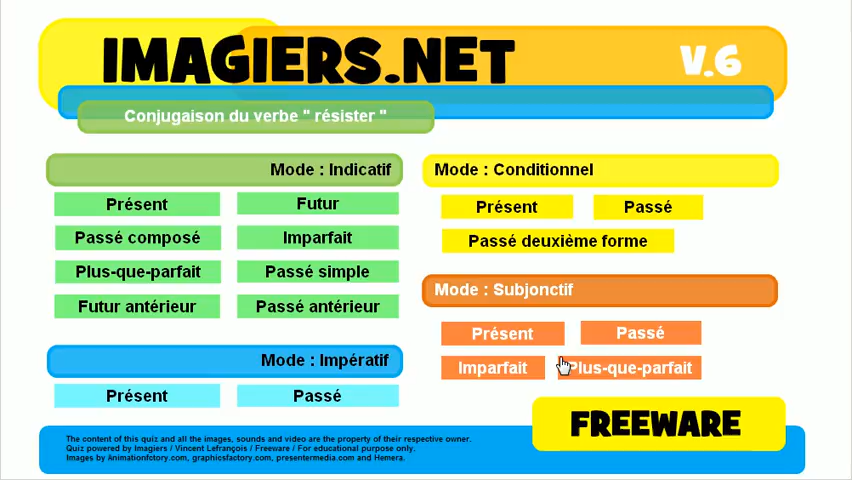 IMAGIERS.NET
V.6
Conjugaison du verbe " résister "
Mode : Indicatif
Présent
Futur
Passé composé
Imparfait
Plus-que-parfait
Passé simple
Futur antérieur
Passé antérieur
Mode : Impératif
Présent
Passé
Mode : Conditionnel
Présent
Passé
Passé deuxième forme
Mode : Subjonctif
Présent
Passé
Imparfait
Plus-que-parfait
FREEWARE
The content of this quiz and all the images, sounds and video are the property of their respective owner.
Quiz powered by Imagiers / Vincent Lefrançois / Freeware / For educational purpose only.
Images by Animationfctory.com, graphicsfactory.com, presentermedia.com and Hemera.